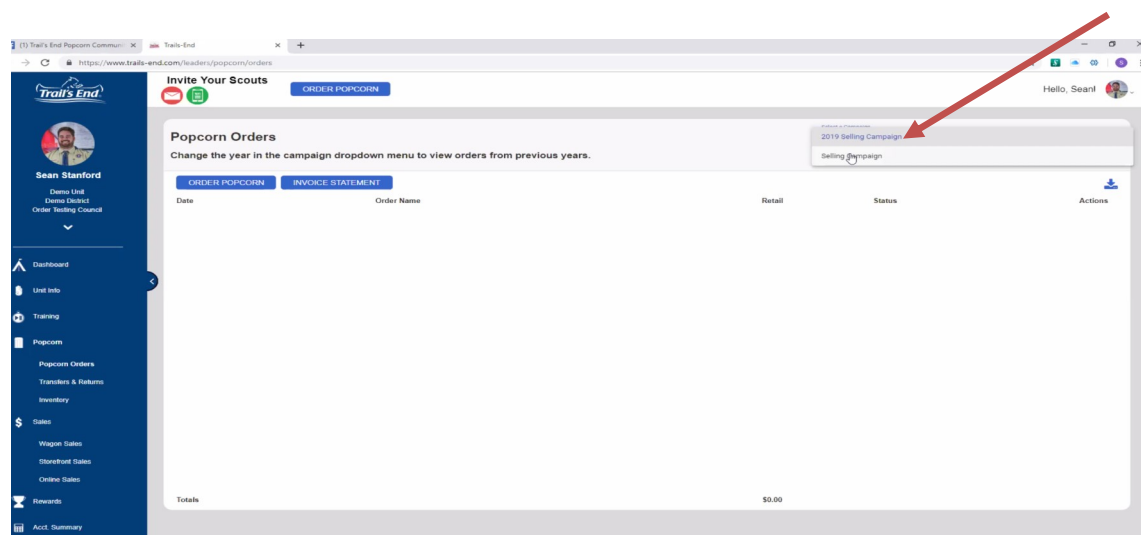 (1) Trail's End Popcorn Communi
Trails-End
https://www.trails-end.com/leaders/popcorn/orders
Trail's End
Invite Your Scouts
ORDER POPCORN
Hello, Sean!
Popcorn Orders
Change the year in the campaign dropdown menu to view orders from previous years.
2019 Selling Campaign
Selling Campaign
ORDER POPCORN INVOICE STATEMENT
Date Order Name Retail Status Actions
Sean Stanford
Demo Unit
Demo District
Order Testing Council
Dashboard
Unit Info
Training
Popcorn
Popcorn Orders
Transfers & Returns
Inventory
Sales
Wagon Sales
Storefront Sales
Online Sales
Rewards
Acct. Summary
Totals $0.00